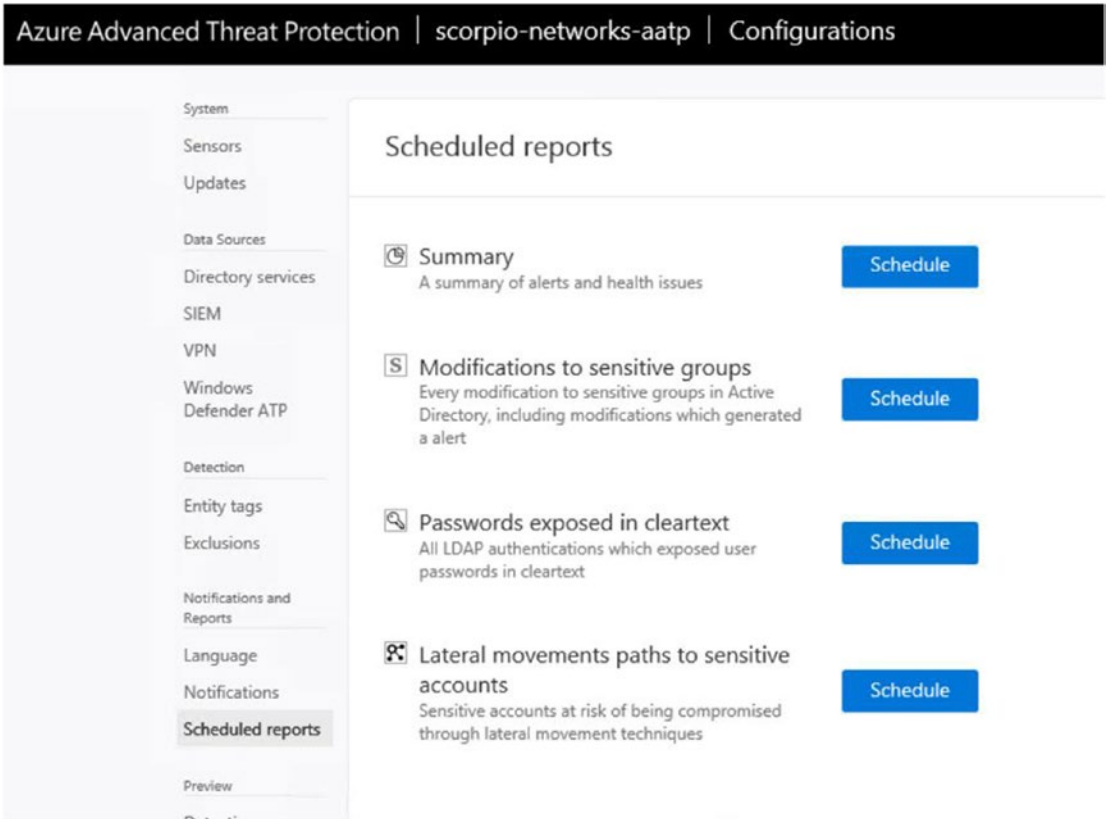 Azure Advanced Threat Protection | scorpio-networks-aatp | Configurations
System
Sensors
Updates
Data Sources
Directory services
SIEM
VPN
Windows
Defender ATP
Detection
Entity tags
Exclusions
Notifications and
Reports
Language
Notifications
Scheduled reports
Preview
Scheduled reports
Summary
A summary of alerts and health issues
Schedule
S Modifications to sensitive groups
Every modification to sensitive groups in Active
Directory, including modifications which generated
a alert
Schedule
Passwords exposed in cleartext
All LDAP authentications which exposed user
passwords in cleartext
Schedule
Lateral movements paths to sensitive
accounts
Sensitive accounts at risk of being compromised
through lateral movement techniques
Schedule